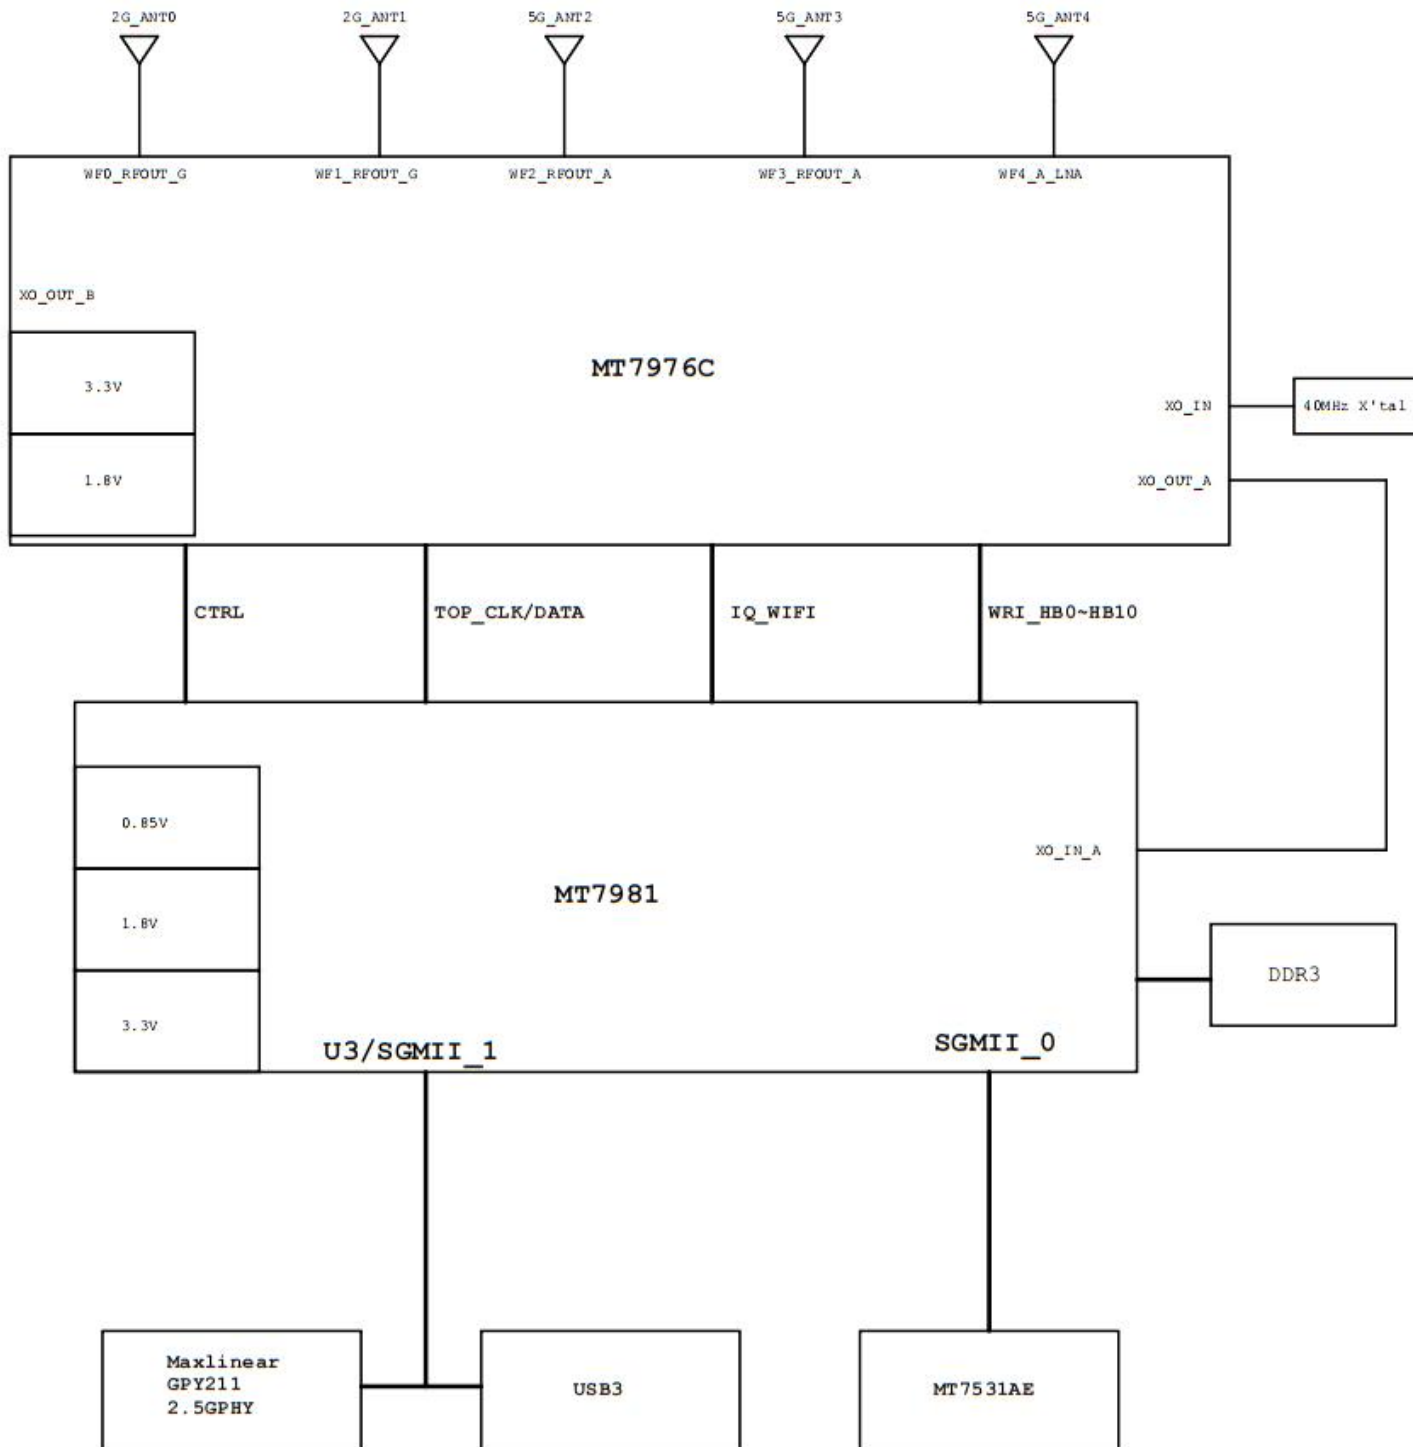 2G_ANT0 2G_ANT1 5G_ANT2 5G_ANT3 5G_ANT4
WF0_RFOUT_G WF1_RFOUT_G WF2_RFOUT_A WF3_RFOUT_A WF4_A_LNA
XO_OUT_B
3.3V
MT7976C
XO_IN 40MHz X'tal
1.8V
XO_OUT_A
CTRL TOP_CLK/DATA IQ_WIFI WRI_HB0~HB10
0.85V
XO_IN_A
MT7981
1.8V
DDR3
3.3V
U3/SGMII_1 SGMII_0
Maxlinear
GPY211
2.5GPHY
USB3
MT7531AE